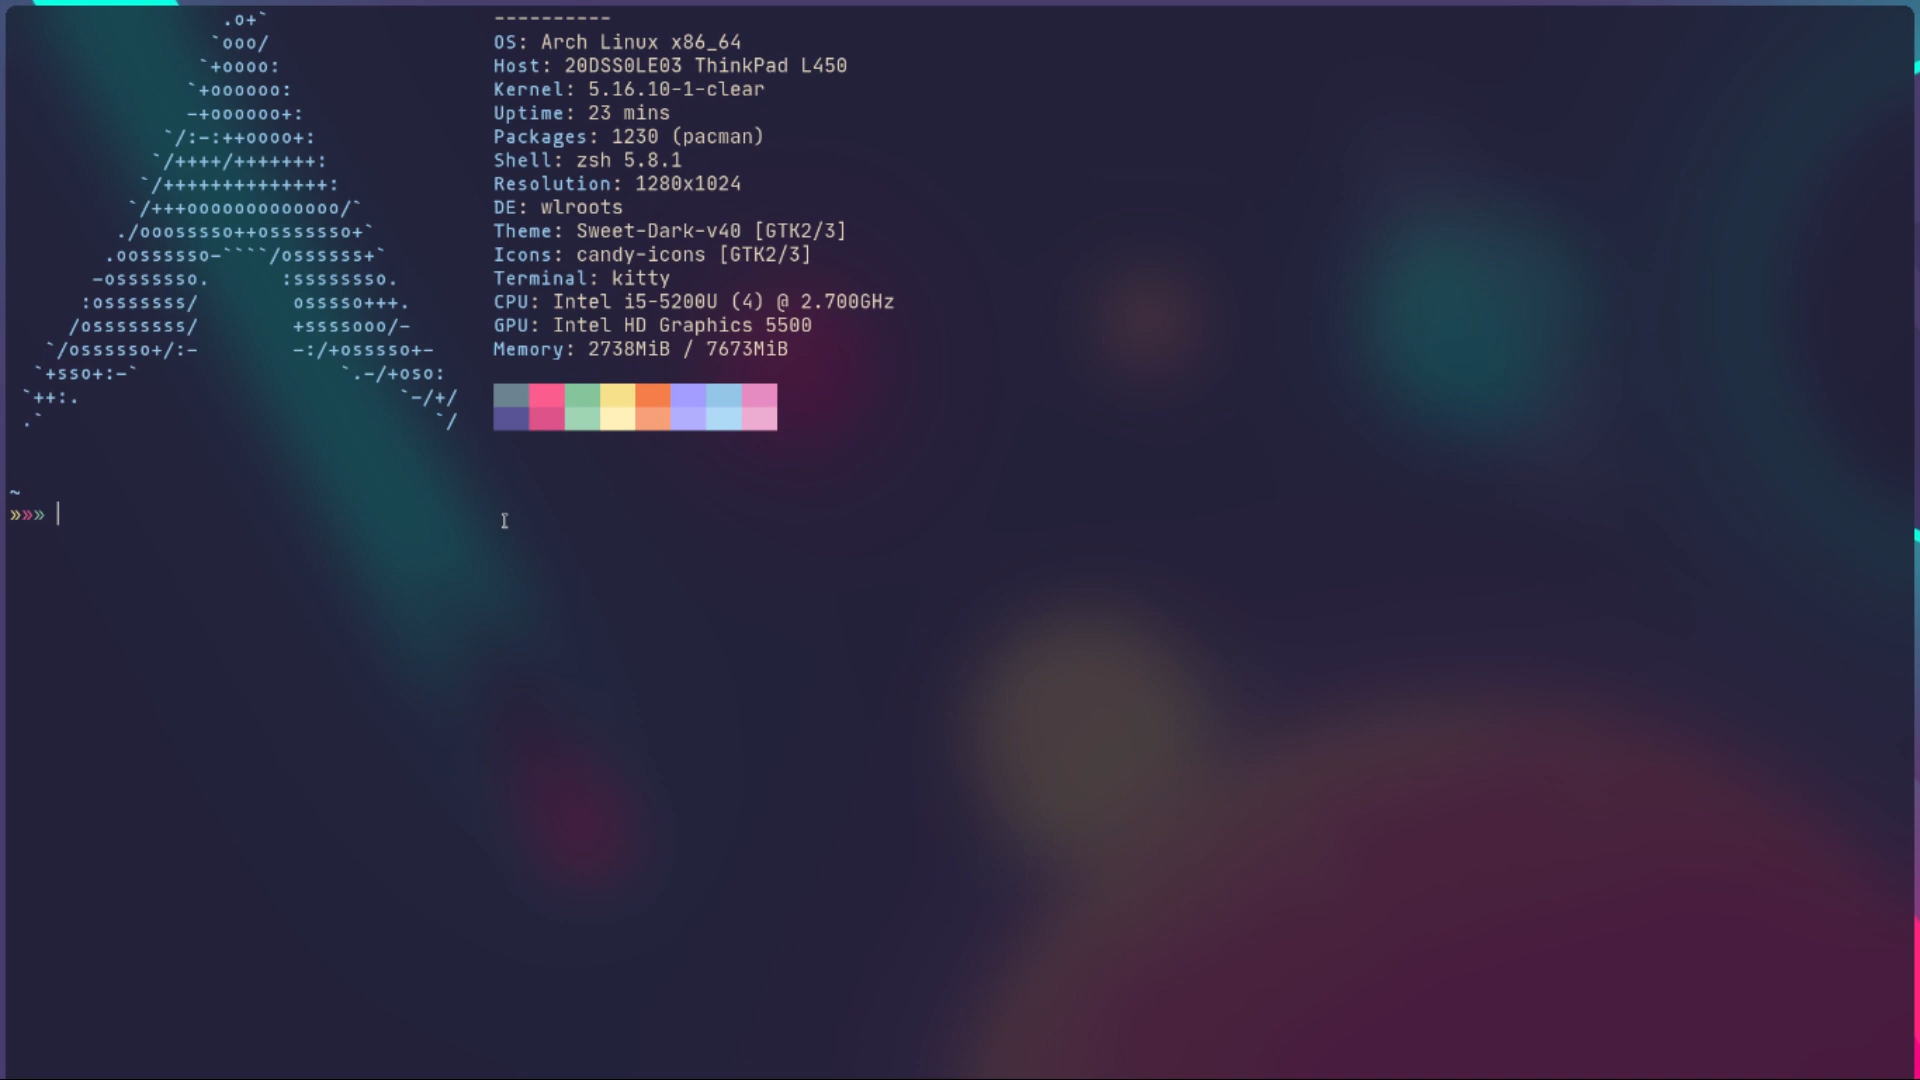 ----------
OS: Arch Linux x86_64
Host: 20DSS0LE03 ThinkPad L450
Kernel: 5.16.10-1-clear
Uptime: 23 mins
Packages: 1230 (pacman)
Shell: zsh 5.8.1
Resolution: 1280x1024
DE: wlroots
Theme: Sweet-Dark-v40 [GTK2/3]
Icons: candy-icons [GTK2/3]
Terminal: kitty
CPU: Intel i5-5200U (4) @ 2.700GHz
GPU: Intel HD Graphics 5500
Memory: 2738MiB / 7673MiB
~
»»»